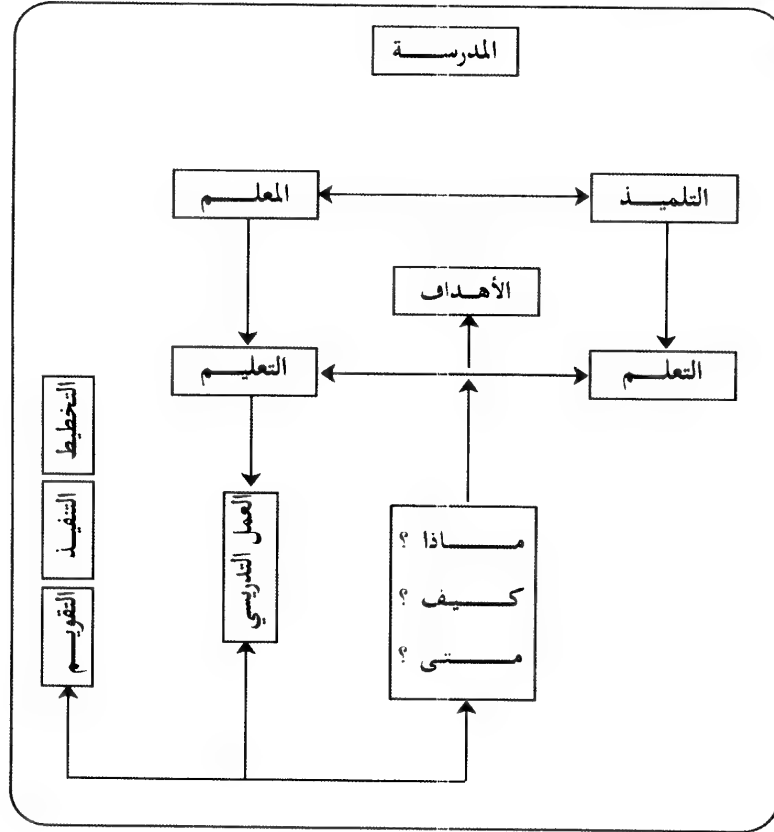 المدرسة
التلميذ
المعلم
الأهداف
التعلم
التعليم
ماذا ؟
كيف ؟
متى ؟
العمل التدريسي
التخطيط
التنفيذ
التقويم